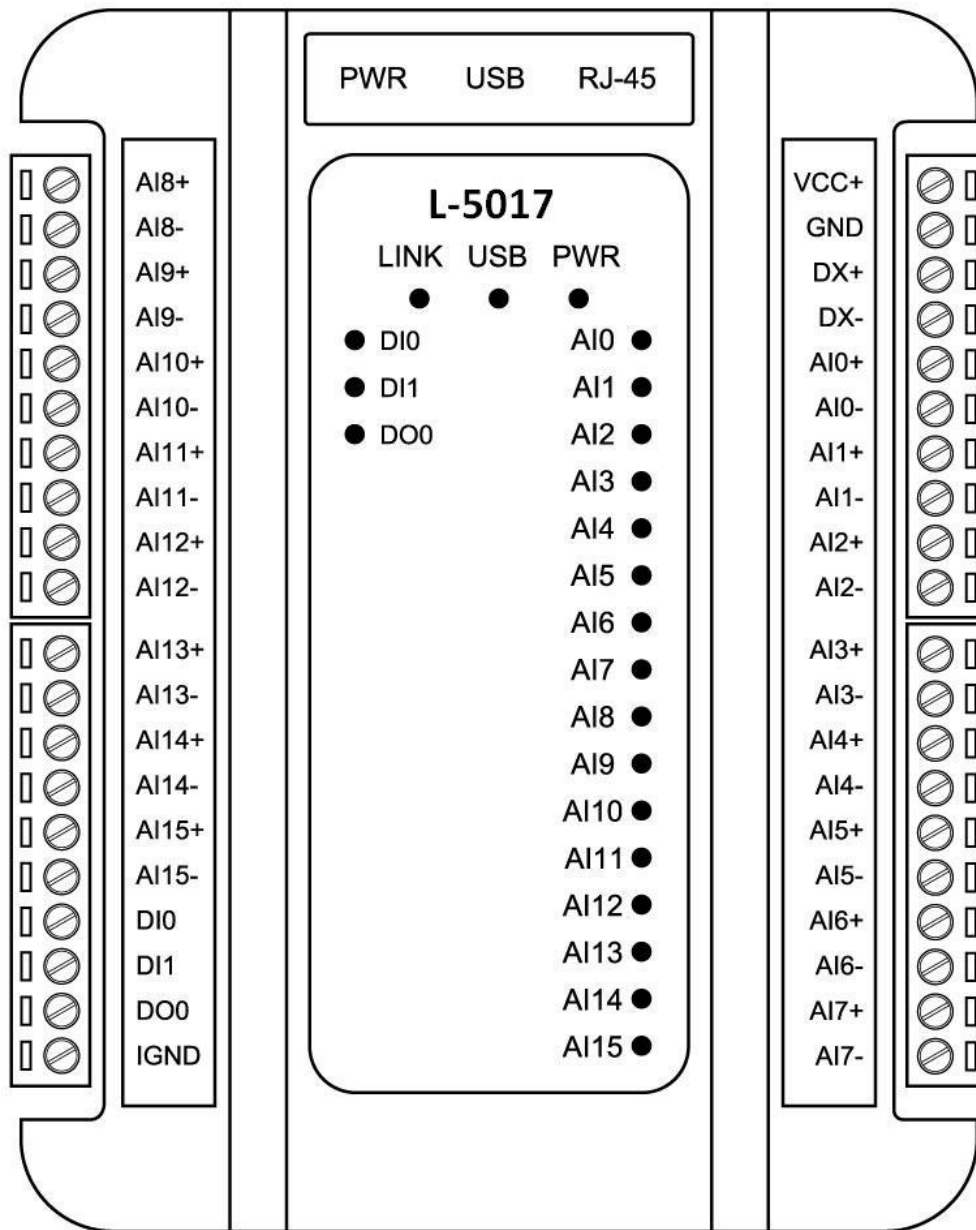 PWR USB RJ-45
L-5017
LINK USB PWR
DI0
DI1
DO0
AI0
AI1
AI2
AI3
AI4
AI5
AI6
AI7
AI8
AI9
AI10
AI11
AI12
AI13
AI14
AI15
AI8+
AI8-
AI9+
AI9-
AI10+
AI10-
AI11+
AI11-
AI12+
AI12-
AI13+
AI13-
AI14+
AI14-
AI15+
AI15-
DI0
DI1
DO0
IGND
VCC+
GND
DX+
DX-
AI0+
AI0-
AI1+
AI1-
AI2+
AI2-
AI3+
AI3-
AI4+
AI4-
AI5+
AI5-
AI6+
AI6-
AI7+
AI7-